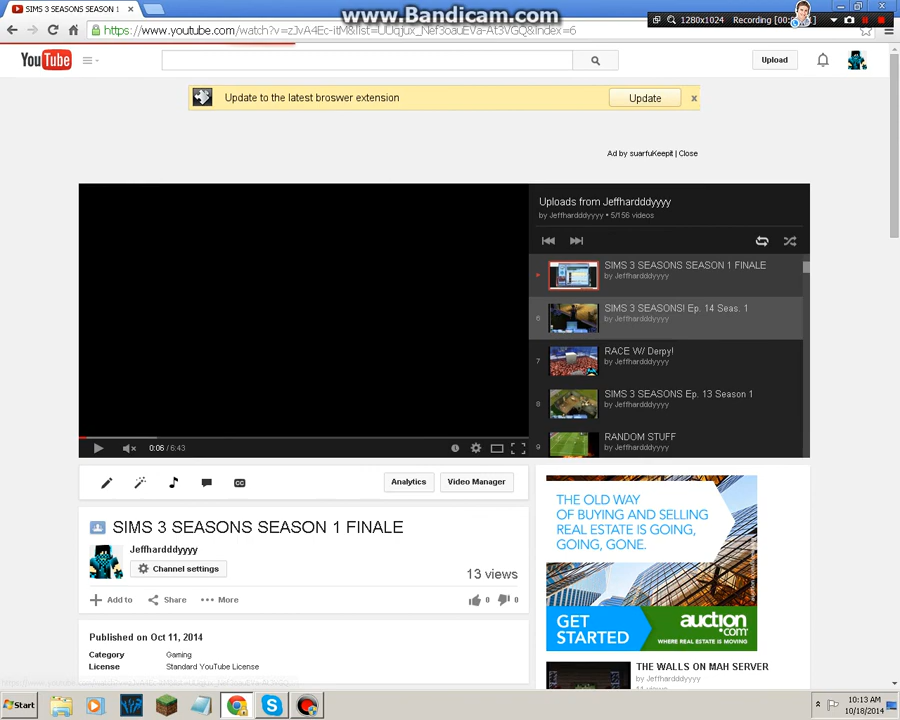 SIMS 3 SEASONS SEASON 1
www.Bandicam.com
1280x1024 Recording
https://www.youtube.com/watch?v=zJvA4Ec-itM&list=UUqjux_Nef3oauEVa-At3VGQ&index=6
YouTube
Upload
Update to the latest broswer extension
Update
x
Ad by suarfuKeepit | Close
Uploads from Jeffhardddyyyy
by Jeffhardddyyyy • 5/156 videos
SIMS 3 SEASONS SEASON 1 FINALE
by Jeffhardddyyyy
6
SIMS 3 SEASONS! Ep. 14 Seas. 1
by Jeffhardddyyyy
7
RACE W/ Derpy!
by Jeffhardddyyyy
8
SIMS 3 SEASONS Ep. 13 Season 1
by Jeffhardddyyyy
9
RANDOM STUFF
by Jeffhardddyyyy
0:06 / 6:43
CC
Analytics
Video Manager
SIMS 3 SEASONS SEASON 1 FINALE
Jeffhardddyyyy
Channel settings
13 views
Add to
Share
••• More
0
0
Published on Oct 11, 2014
Category Gaming
License Standard YouTube License
THE OLD WAY
OF BUYING AND SELLING
REAL ESTATE IS GOING,
GOING, GONE.
GET
STARTED
auction.com
WHERE REAL ESTATE IS MOVING
THE WALLS ON MAH SERVER
by Jeffhardddyyyy
11 views
Start
10:13 AM
10/18/2014